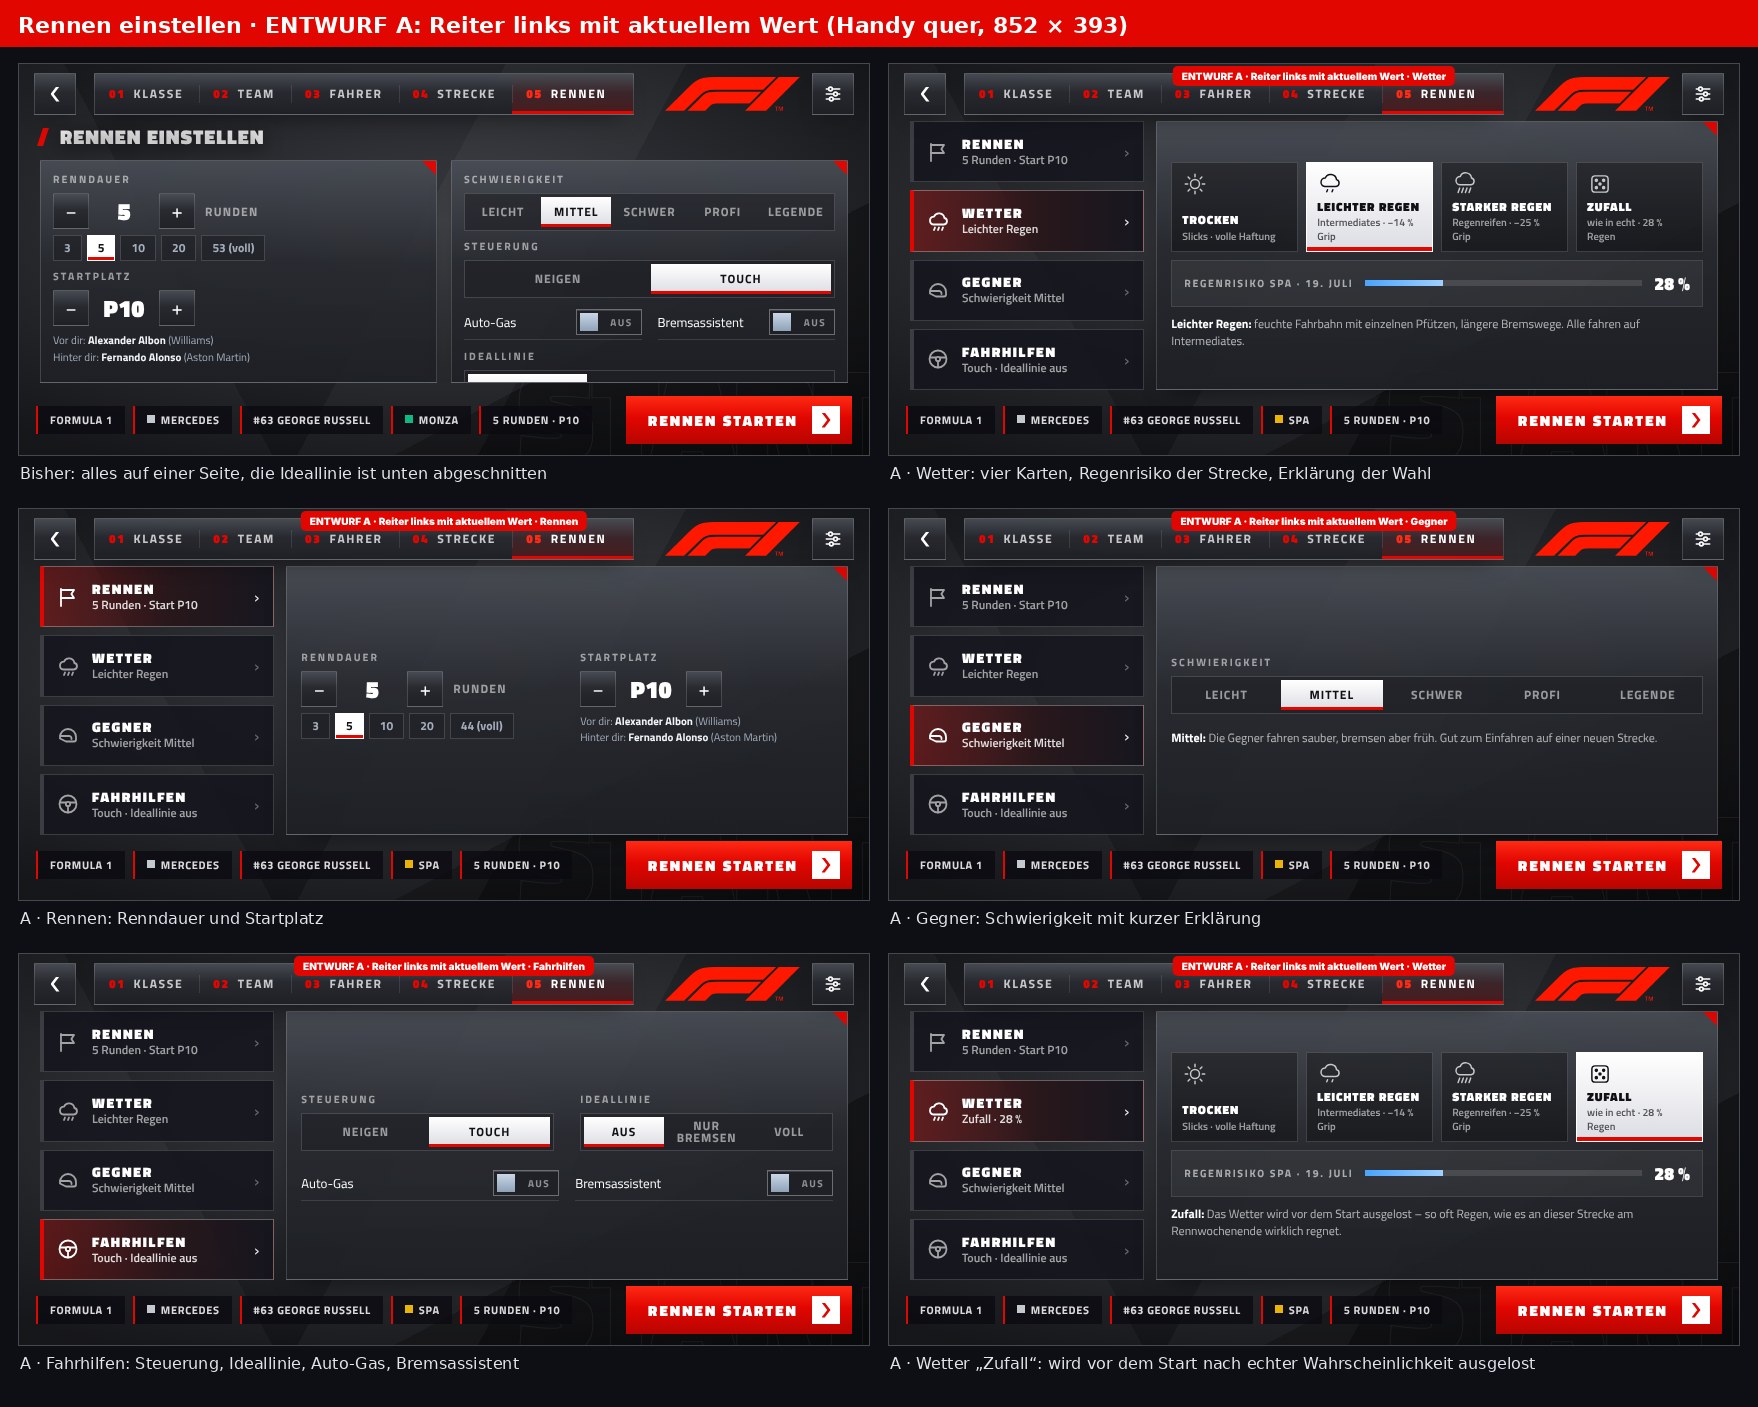 Rennen einstellen · ENTWURF A: Reiter links mit aktuellem Wert (Handy quer, 852 × 393)
01 KLASSE 02 TEAM 03 FAHRER 04 STRECKE 05 RENNEN
RENNEN EINSTELLEN
RENNDAUER
− 5 + RUNDEN
3 5 10 20 53 (voll)
STARTPLATZ
− P10 +
Vor dir: Alexander Albon (Williams)
Hinter dir: Fernando Alonso (Aston Martin)
SCHWIERIGKEIT
LEICHT MITTEL SCHWER PROFI LEGENDE
STEUERUNG
NEIGEN TOUCH
Auto-Gas AUS Bremsassistent AUS
IDEALLINIE
FORMULA 1 MERCEDES #63 GEORGE RUSSELL MONZA 5 RUNDEN · P10
RENNEN STARTEN
Bisher: alles auf einer Seite, die Ideallinie ist unten abgeschnitten
ENTWURF A · Reiter links mit aktuellem Wert · Wetter
01 KLASSE 02 TEAM 03 FAHRER 04 STRECKE 05 RENNEN
RENNEN
5 Runden · Start P10
WETTER
Leichter Regen
GEGNER
Schwierigkeit Mittel
FAHRHILFEN
Touch · Ideallinie aus
TROCKEN
Slicks · volle Haftung
LEICHTER REGEN
Intermediates · −14 %
Grip
STARKER REGEN
Regenreifen · −25 %
Grip
ZUFALL
wie in echt · 28 %
Regen
REGENRISIKO SPA · 19. JULI 28 %
Leichter Regen: feuchte Fahrbahn mit einzelnen Pfützen, längere Bremswege. Alle fahren auf
Intermediates.
FORMULA 1 MERCEDES #63 GEORGE RUSSELL SPA 5 RUNDEN · P10
RENNEN STARTEN
A · Wetter: vier Karten, Regenrisiko der Strecke, Erklärung der Wahl
ENTWURF A · Reiter links mit aktuellem Wert · Rennen
01 KLASSE 02 TEAM 03 FAHRER 04 STRECKE 05 RENNEN
RENNEN
5 Runden · Start P10
WETTER
Leichter Regen
GEGNER
Schwierigkeit Mittel
FAHRHILFEN
Touch · Ideallinie aus
RENNDAUER
− 5 + RUNDEN
3 5 10 20 44 (voll)
STARTPLATZ
− P10 +
Vor dir: Alexander Albon (Williams)
Hinter dir: Fernando Alonso (Aston Martin)
FORMULA 1 MERCEDES #63 GEORGE RUSSELL SPA 5 RUNDEN · P10
RENNEN STARTEN
A · Rennen: Renndauer und Startplatz
ENTWURF A · Reiter links mit aktuellem Wert · Gegner
01 KLASSE 02 TEAM 03 FAHRER 04 STRECKE 05 RENNEN
RENNEN
5 Runden · Start P10
WETTER
Leichter Regen
GEGNER
Schwierigkeit Mittel
FAHRHILFEN
Touch · Ideallinie aus
SCHWIERIGKEIT
LEICHT MITTEL SCHWER PROFI LEGENDE
Mittel: Die Gegner fahren sauber, bremsen aber früh. Gut zum Einfahren auf einer neuen Strecke.
FORMULA 1 MERCEDES #63 GEORGE RUSSELL SPA 5 RUNDEN · P10
RENNEN STARTEN
A · Gegner: Schwierigkeit mit kurzer Erklärung
ENTWURF A · Reiter links mit aktuellem Wert · Fahrhilfen
01 KLASSE 02 TEAM 03 FAHRER 04 STRECKE 05 RENNEN
RENNEN
5 Runden · Start P10
WETTER
Leichter Regen
GEGNER
Schwierigkeit Mittel
FAHRHILFEN
Touch · Ideallinie aus
STEUERUNG
NEIGEN TOUCH
IDEALLINIE
AUS NUR BREMSEN VOLL
Auto-Gas AUS Bremsassistent AUS
FORMULA 1 MERCEDES #63 GEORGE RUSSELL SPA 5 RUNDEN · P10
RENNEN STARTEN
A · Fahrhilfen: Steuerung, Ideallinie, Auto-Gas, Bremsassistent
ENTWURF A · Reiter links mit aktuellem Wert · Wetter
01 KLASSE 02 TEAM 03 FAHRER 04 STRECKE 05 RENNEN
RENNEN
5 Runden · Start P10
WETTER
Zufall · 28 %
GEGNER
Schwierigkeit Mittel
FAHRHILFEN
Touch · Ideallinie aus
TROCKEN
Slicks · volle Haftung
LEICHTER REGEN
Intermediates · −14 %
Grip
STARKER REGEN
Regenreifen · −25 %
Grip
ZUFALL
wie in echt · 28 %
Regen
REGENRISIKO SPA · 19. JULI 28 %
Zufall: Das Wetter wird vor dem Start ausgelost – so oft Regen, wie es an dieser Strecke am
Rennwochenende wirklich regnet.
FORMULA 1 MERCEDES #63 GEORGE RUSSELL SPA 5 RUNDEN · P10
RENNEN STARTEN
A · Wetter „Zufall“: wird vor dem Start nach echter Wahrscheinlichkeit ausgelost